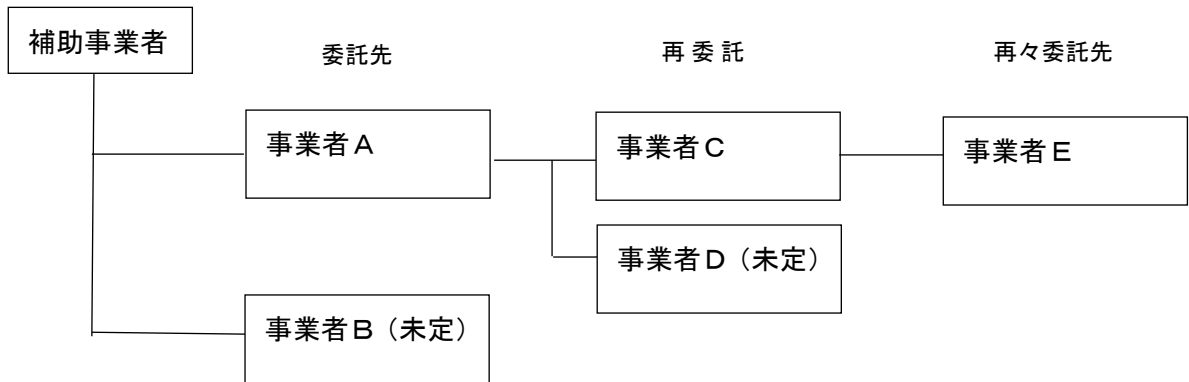 補助事業者
委託先
再 委 託
再々委託先
事業者A
事業者C
事業者E
事業者D（未定）
事業者B（未定）